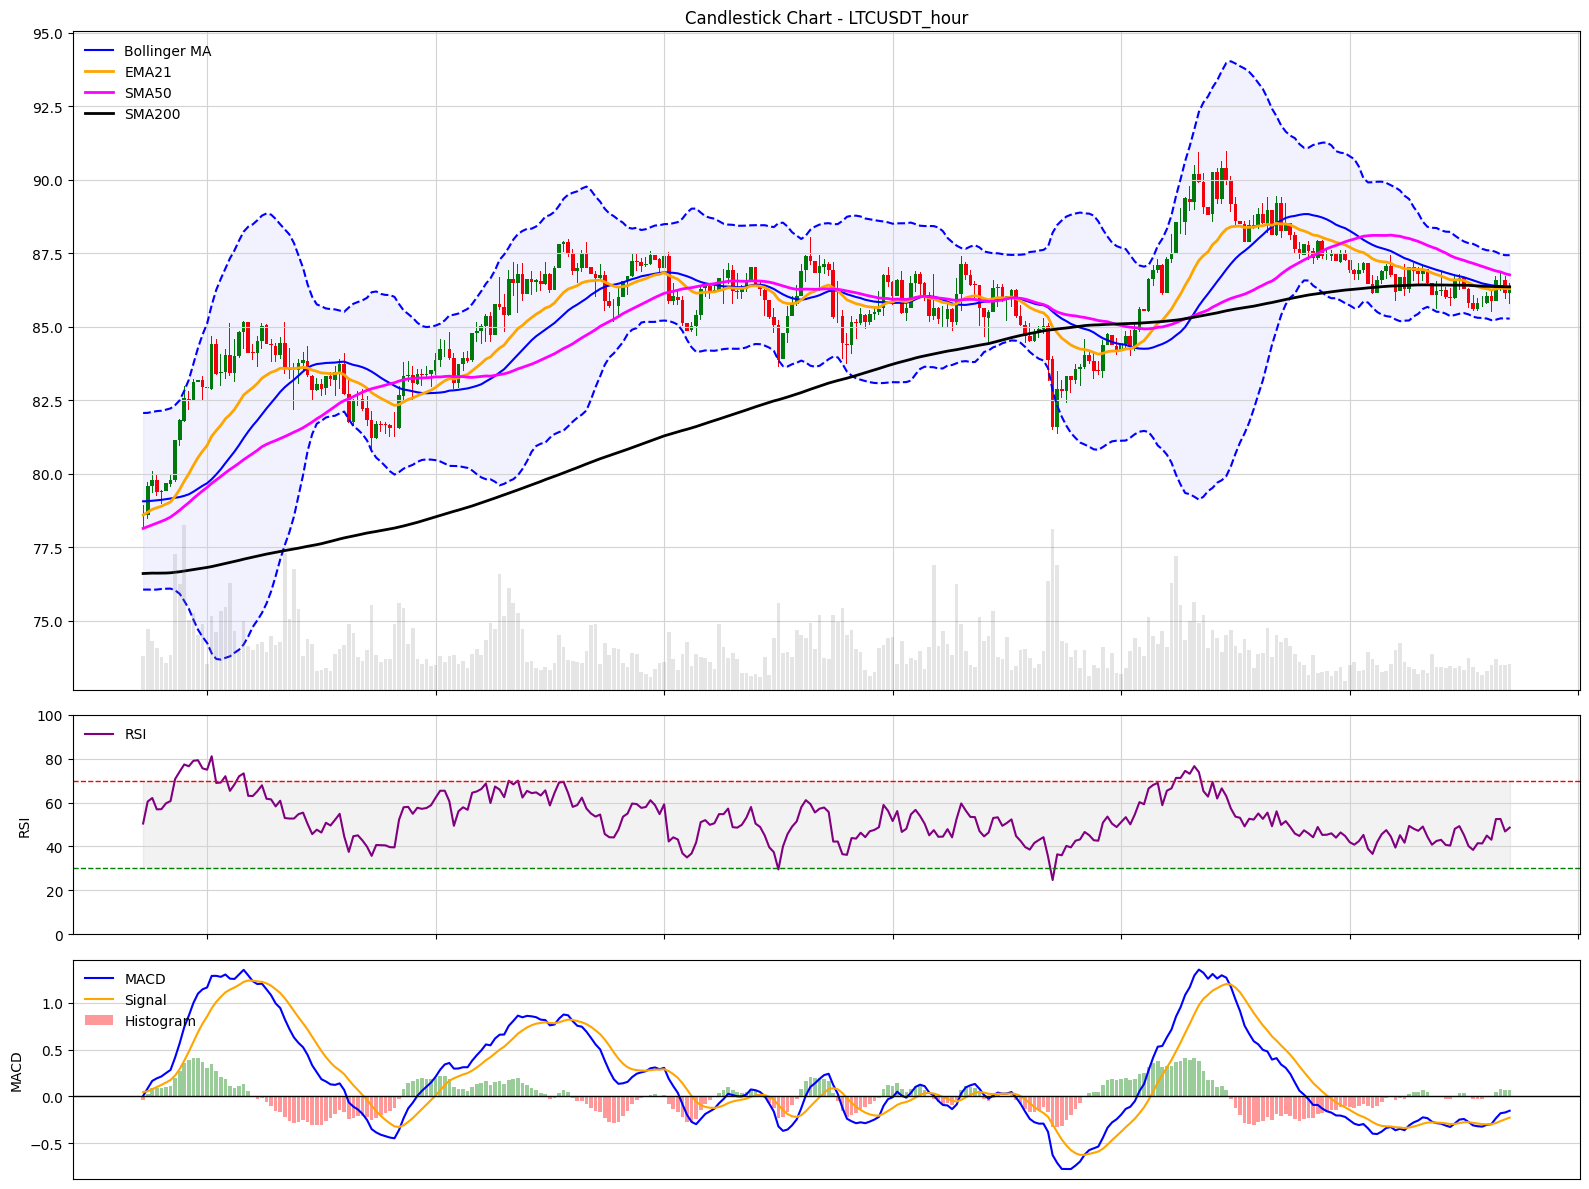 Candlestick Chart - LTCUSDT_hour
95.0
92.5
90.0
87.5
85.0
82.5
80.0
77.5
75.0
Bollinger MA
EMA21
SMA50
SMA200
100
80
60
40
20
0
RSI
RSI
1.0
0.5
0.0
−0.5
MACD
MACD
Signal
Histogram